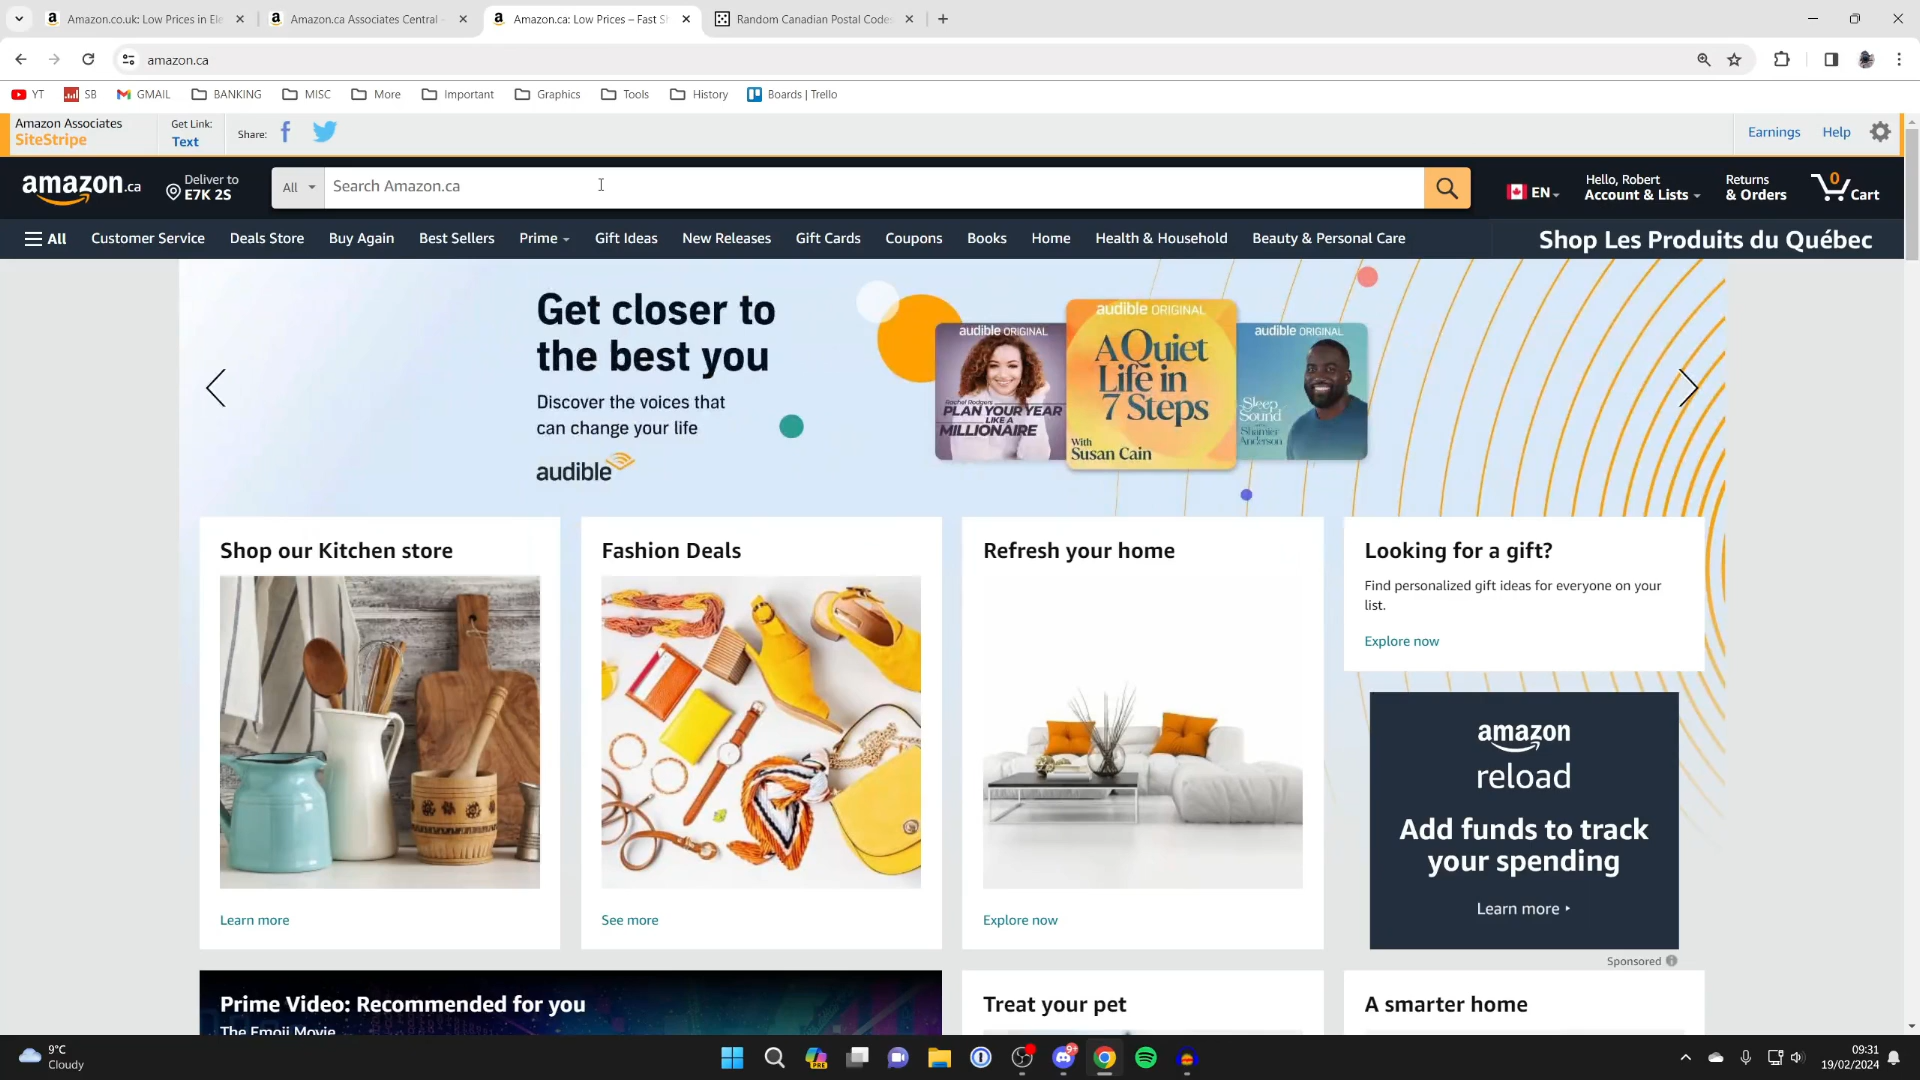 Amazon.co.uk: Low Prices in Ele
Amazon.ca Associates Central -
Amazon.ca: Low Prices – Fast Sh
Random Canadian Postal Codes
amazon.ca
YT
SB
GMAIL
BANKING
MISC
More
Important
Graphics
Tools
History
Boards | Trello
Amazon Associates
SiteStripe
Get Link:
Text
Share:
Earnings
Help
amazon.ca
Deliver to
E7K 2S
All
Search Amazon.ca
EN
Hello, Robert
Account & Lists
Returns
& Orders
0
Cart
All
Customer Service
Deals Store
Buy Again
Best Sellers
Prime
Gift Ideas
New Releases
Gift Cards
Coupons
Books
Home
Health & Household
Beauty & Personal Care
Shop Les Produits du Québec
Get closer to
the best you
Discover the voices that
can change your life
audible
audible ORIGINAL
Rachel Rodgers
PLAN YOUR YEAR
LIKE A
MILLIONAIRE
audible ORIGINAL
A Quiet
Life in
7 Steps
With
Susan Cain
audible ORIGINAL
Sleep
Sound
with
Shamier
Anderson
Shop our Kitchen store
Learn more
Fashion Deals
See more
Refresh your home
Explore now
Looking for a gift?
Find personalized gift ideas for everyone on your
list.
Explore now
amazon
reload
Add funds to track
your spending
Learn more
Sponsored
Prime Video: Recommended for you
The Emoji Movie
Treat your pet
A smarter home
9°C
Cloudy
PRE
9+
09:31
19/02/2024